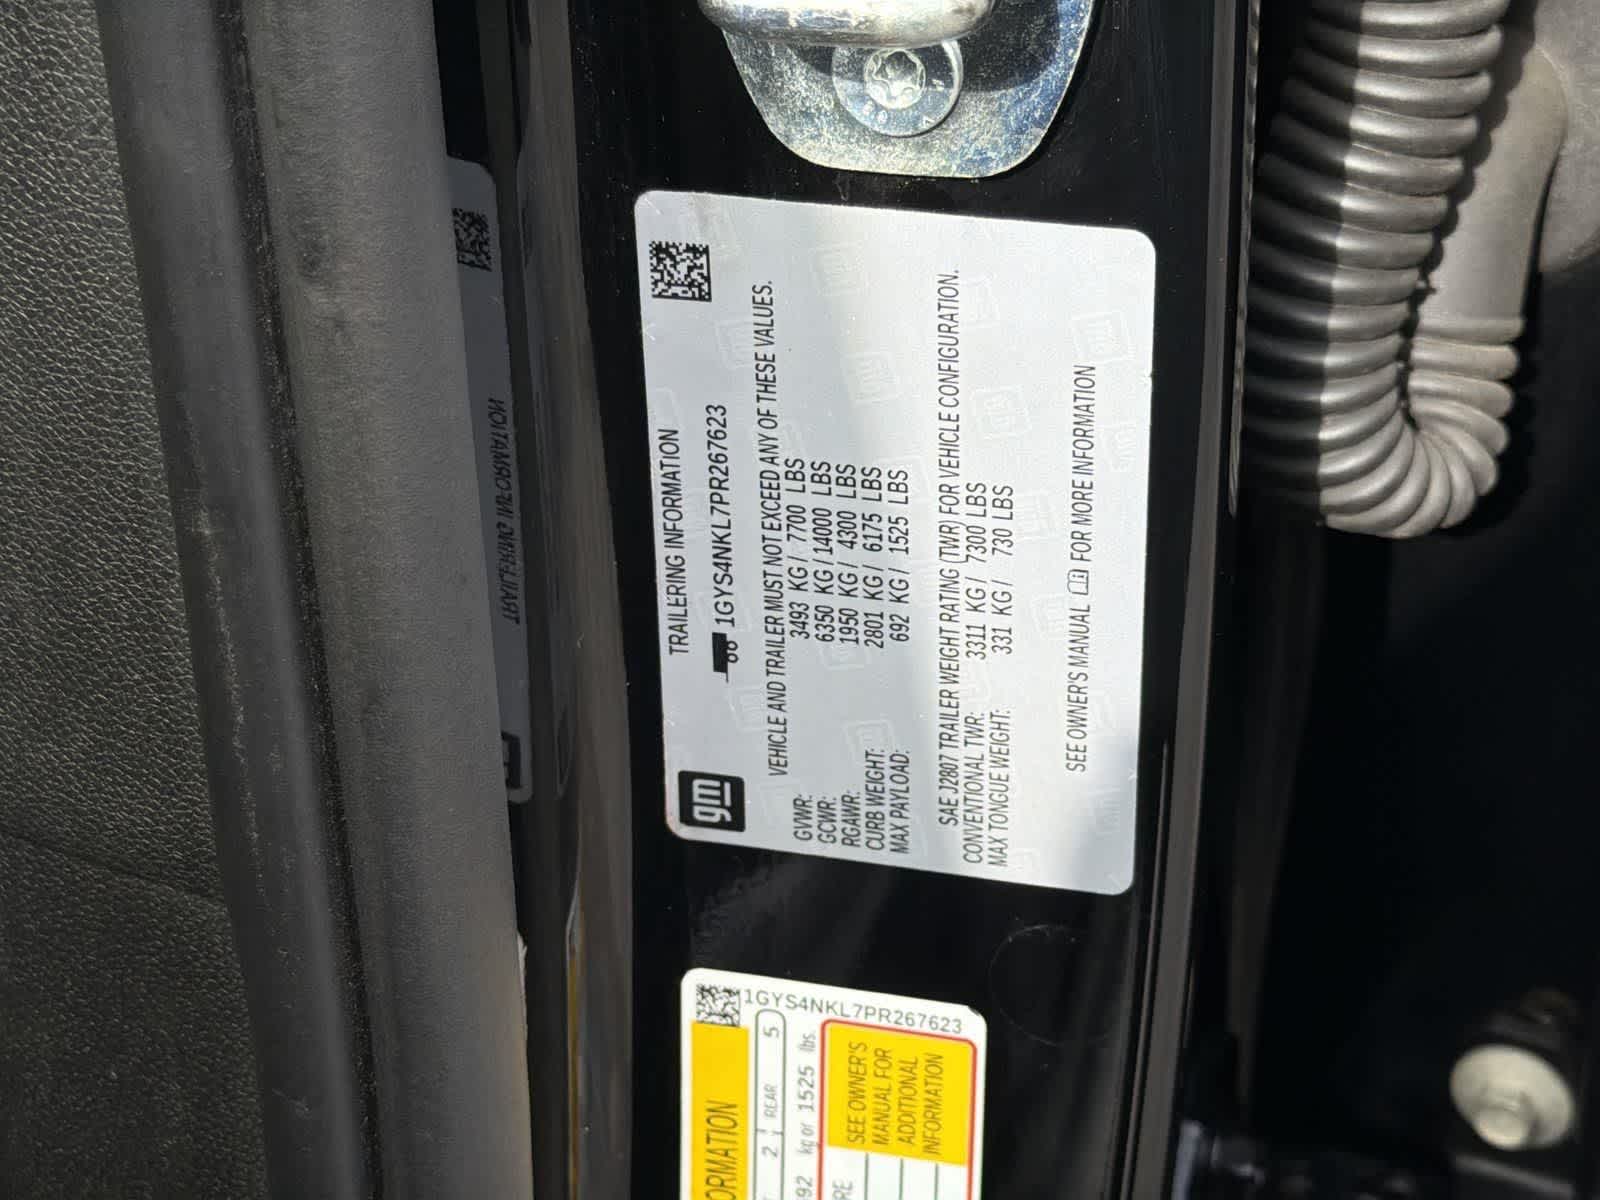 gm
TRAILERING INFORMATION
1GYS4NKL7PR267623
VEHICLE AND TRAILER MUST NOT EXCEED ANY OF THESE VALUES.
GVWR: 3493 KG / 7700 LBS
GCWR: 6350 KG / 14000 LBS
RGAWR: 1950 KG / 4300 LBS
CURB WEIGHT: 2801 KG / 6175 LBS
MAX PAYLOAD: 692 KG / 1525 LBS
SAE J2807 TRAILER WEIGHT RATING (TWR) FOR VEHICLE CONFIGURATION.
CONVENTIONAL TWR: 3311 KG / 7300 LBS
MAX TONGUE WEIGHT: 331 KG / 730 LBS
SEE OWNER'S MANUAL FOR MORE INFORMATION
1GYS4NKL7PR267623
2 REAR 5
kg or 1525 lbs.
SEE OWNER'S
MANUAL FOR
ADDITIONAL
INFORMATION
TRAILERING INFORMATION